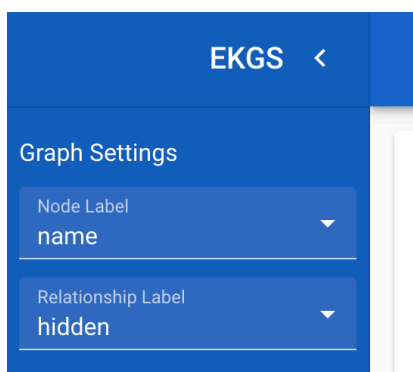 EKGS
Graph Settings
Node Label
name
Relationship Label
hidden